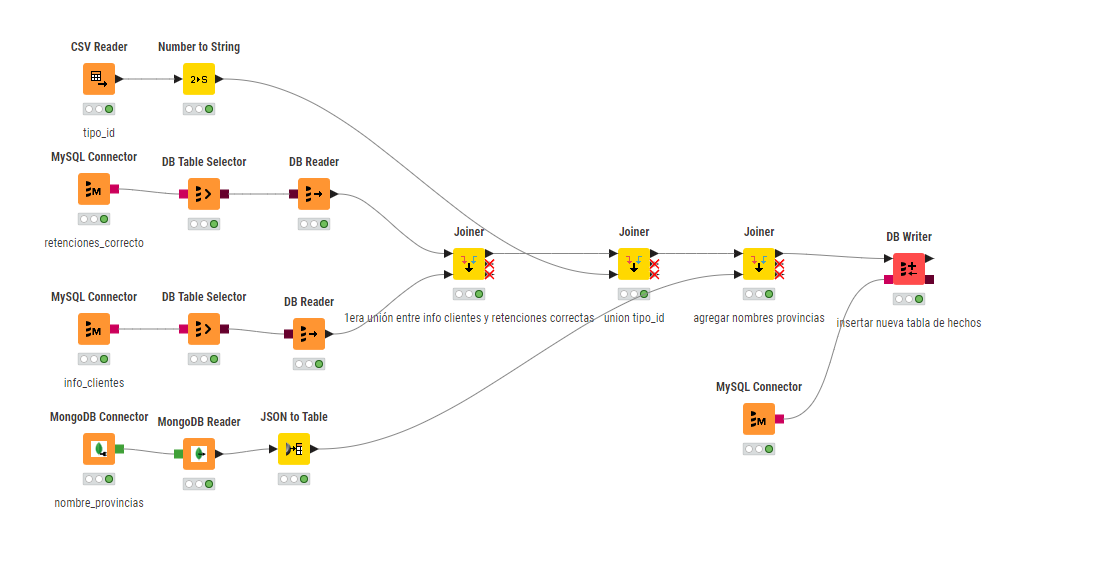 CSV Reader
Number to String
2▸S
tipo_id
MySQL Connector
DB Table Selector
DB Reader
M
retenciones_correcto
Joiner
Joiner
Joiner
DB Writer
1era unión entre info clientes y retenciones correctas
union tipo_id
agregar nombres provincias
insertar nueva tabla de hechos
MySQL Connector
DB Table Selector
DB Reader
M
info_clientes
MySQL Connector
M
MongoDB Connector
MongoDB Reader
JSON to Table
nombre_provincias